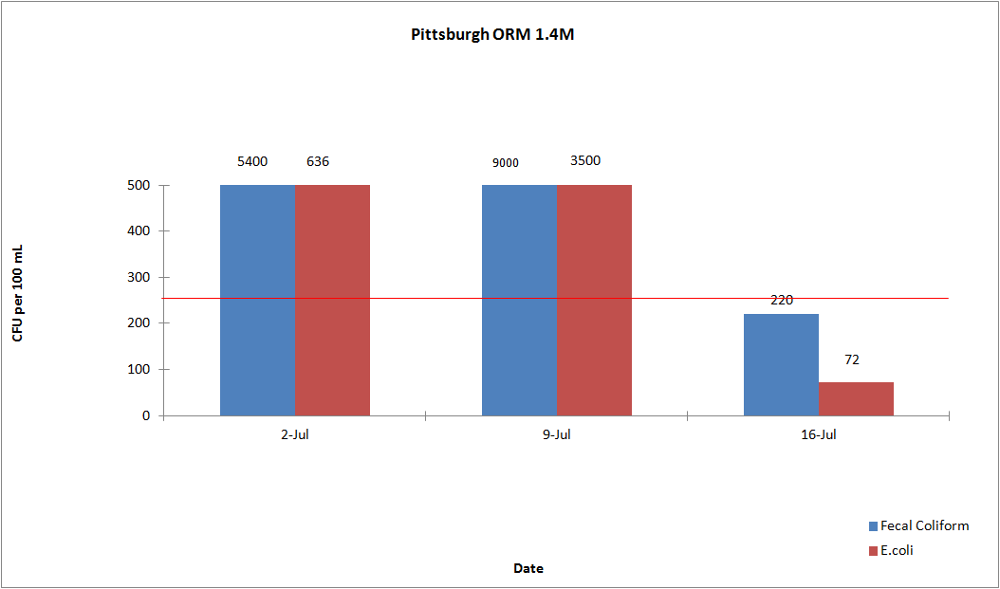 Pittsburgh ORM 1.4M
5400 636 9000 3500
500
400
300
220
200
72
100
0
2-Jul 9-Jul 16-Jul
CFU per 100 mL
Date
Fecal Coliform
E.coli